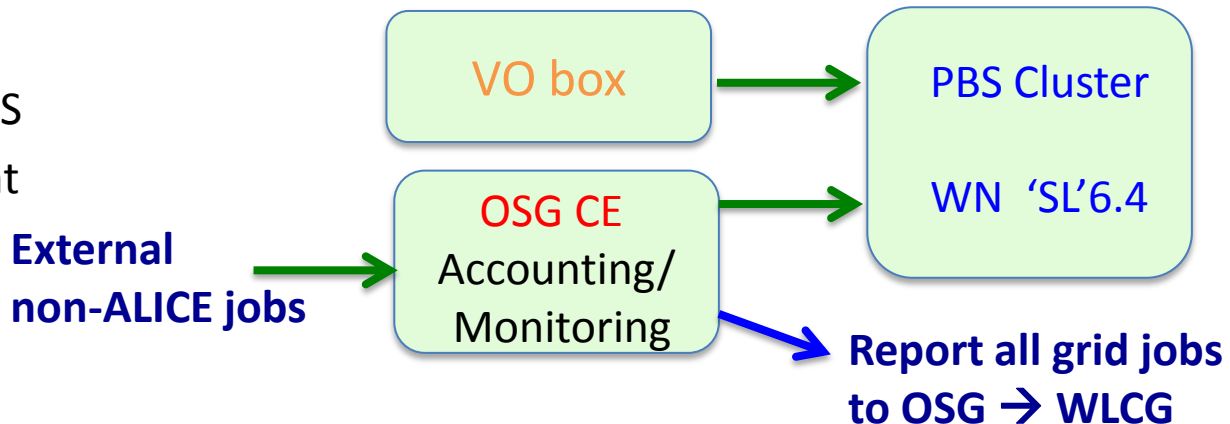 VO box
PBS Cluster
WN ‘SL’6.4
S
t
OSG CE
Accounting/
Monitoring
External
non-ALICE jobs
Report all grid jobs
to OSG → WLCG